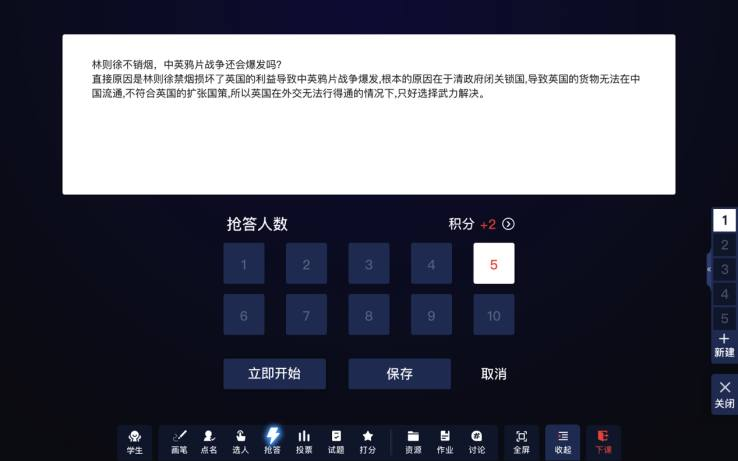 林则徐不销烟，中英鸦片战争还会爆发吗?
直接原因是林则徐禁烟损坏了英国的利益导致中英鸦片战争爆发,根本的原因在于清政府闭关锁国,导致英国的货物无法在中
国流通,不符合英国的扩张国策,所以英国在外交无法行得通的情况下,只好选择武力解决。
抢答人数
积分 +2
1 2 3 4 5
6 7 8 9 10
立即开始 保存 取消
1
2
3
4
5
新建
关闭
学生 画笔 点名 选人 抢答 投票 试题 打分 资源 作业 讨论 全屏 收起 下课